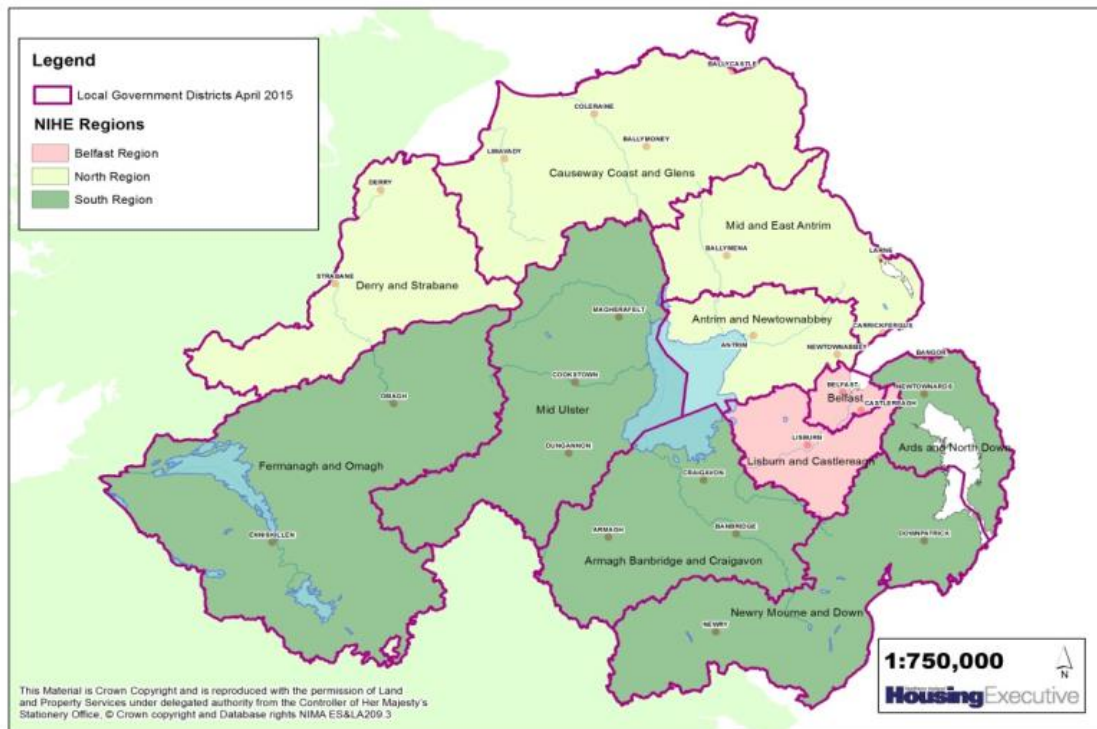 Legend
Local Government Districts April 2015
NIHE Regions
Belfast Region
North Region
South Region
BALLYCASTLE
COLERAINE
BALLYMONEY
LIMAVADY
Causeway Coast and Glens
DERRY
Mid and East Antrim
BALLYMENA
LARNE
STRABANE
Derry and Strabane
MAGHERAFELT
Antrim and Newtownabbey
CARRICKFERGUS
ANTRIM
NEWTOWNABBEY
BANGOR
COOKSTOWN
BELFAST
NEWTOWNARDS
Belfast
CASTLEREAGH
OMAGH
Mid Ulster
LISBURN
DUNGANNON
Ards and North Down
Fermanagh and Omagh
Lisburn and Castlereagh
CRAIGAVON
ENNISKILLEN
ARMAGH
BANBRIDGE
DOWNPATRICK
Armagh Banbridge and Craigavon
Newry Mourne and Down
NEWRY
1:750,000
N
Housing Executive
This Material is Crown Copyright and is reproduced with the permission of Land
and Property Services under delegated authority from the Controller of Her Majesty's
Stationery Office, © Crown copyright and Database rights NIMA ES&LA209.3